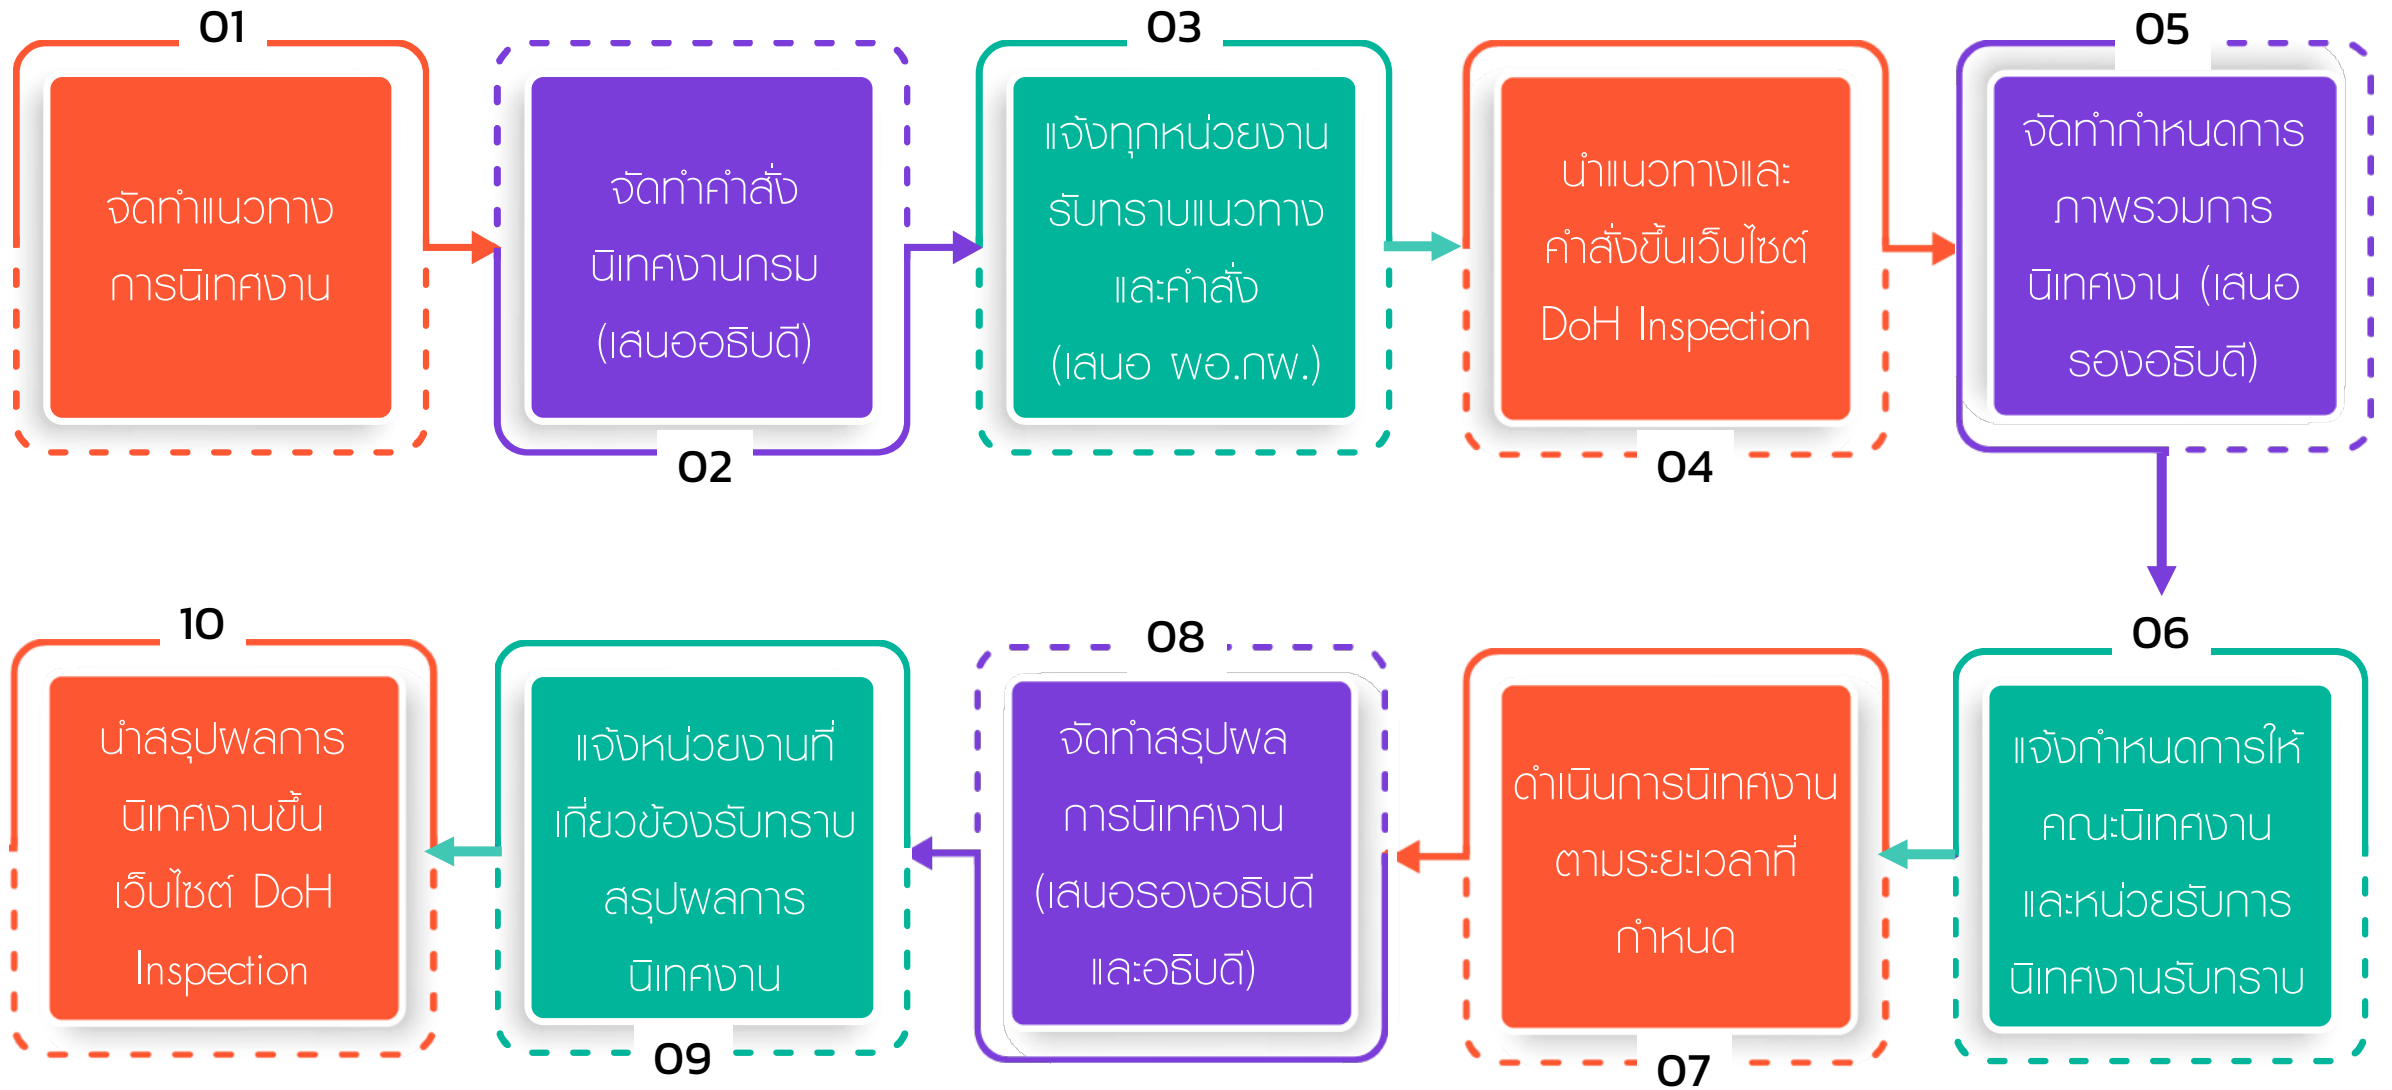 01
จัดทำแนวทาง
การนิเทศงาน
02
จัดทำคำสั่ง
นิเทศงานกรม
(เสนออธิบดี)
03
แจ้งทุกหน่วยงาน
รับทราบแนวทาง
และคำสั่ง
(เสนอ ผอ.กผ.)
04
นำแนวทางและ
คำสั่งขึ้นเว็บไซต์
DoH Inspection
05
จัดทำกำหนดการ
ภาพรวมการ
นิเทศงาน (เสนอ
รองอธิบดี)
06
แจ้งกำหนดการให้
คณะนิเทศงาน
และหน่วยรับการ
นิเทศงานรับทราบ
07
ดำเนินการนิเทศงาน
ตามระยะเวลาที่
กำหนด
08
จัดทำสรุปผล
การนิเทศงาน
(เสนอรองอธิบดี
และอธิบดี)
09
แจ้งหน่วยงานที่
เกี่ยวข้องรับทราบ
สรุปผลการ
นิเทศงาน
10
นำสรุปผลการ
นิเทศงานขึ้น
เว็บไซต์ DoH
Inspection